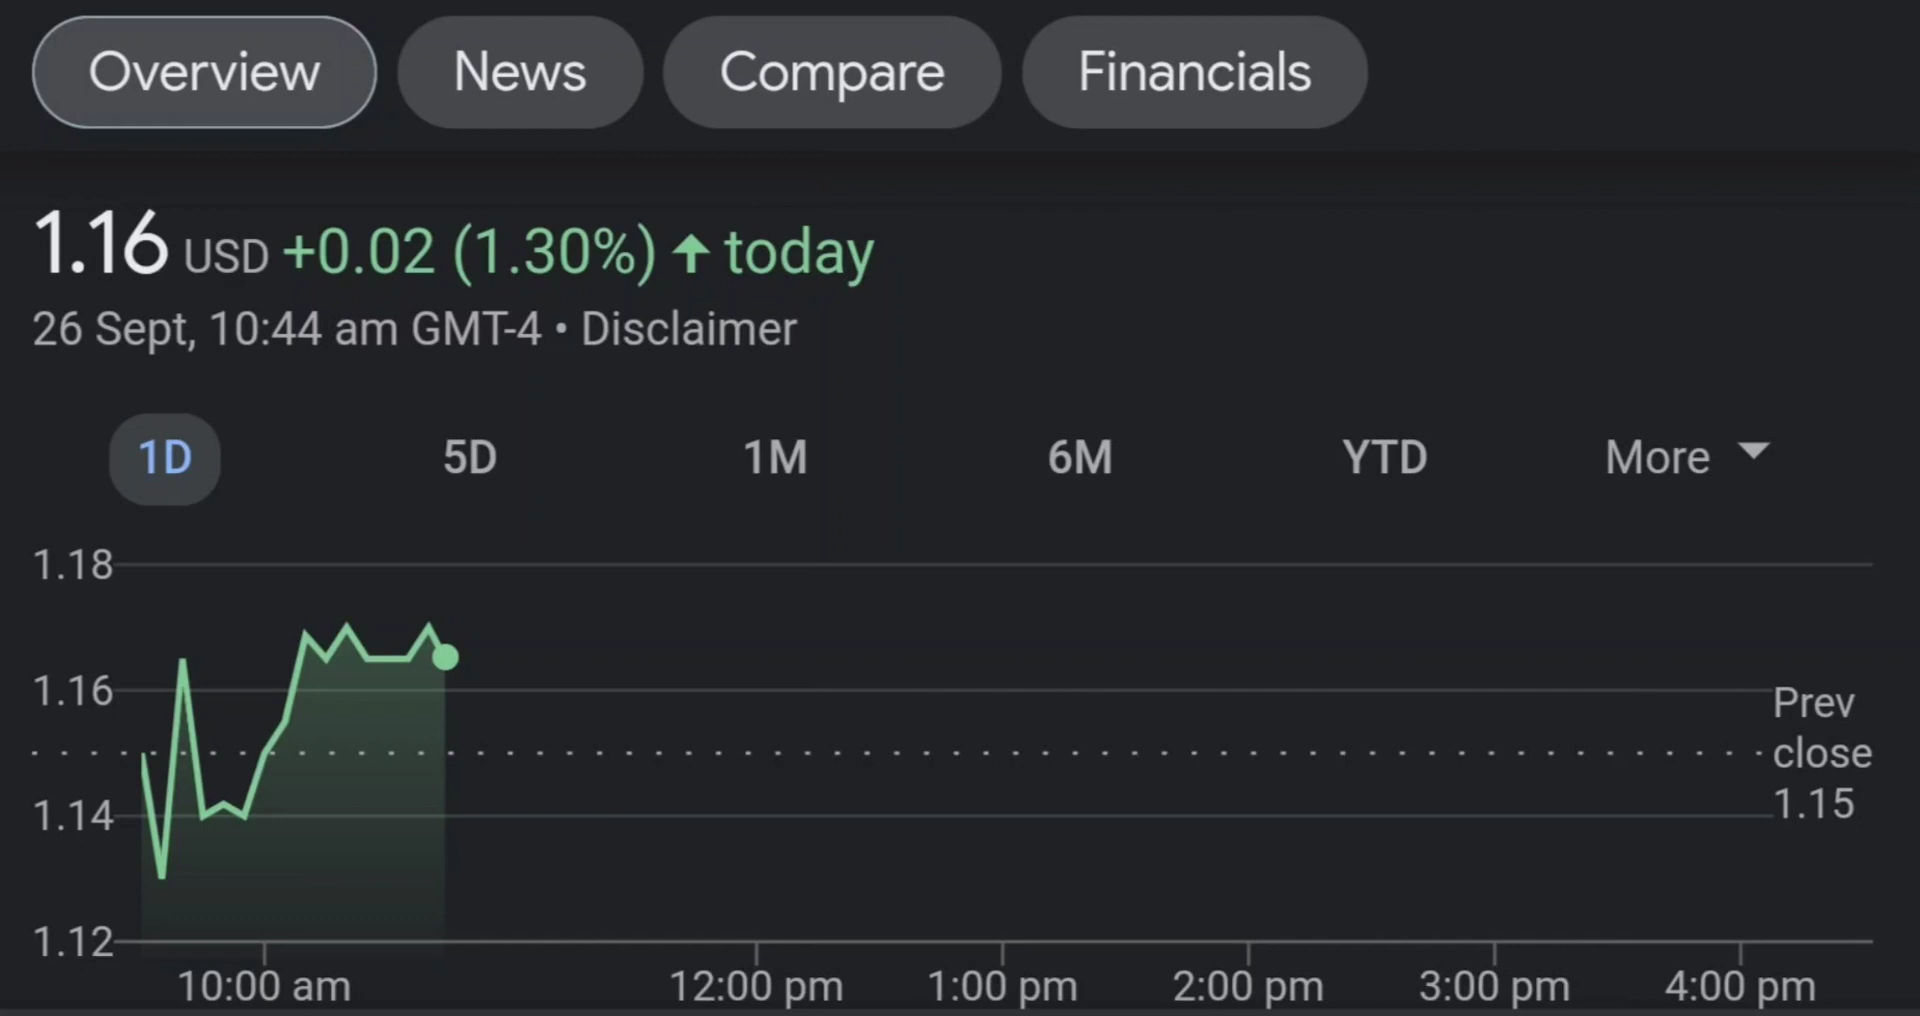 Overview News Compare Financials
1.16 USD +0.02 (1.30%) ↑ today
26 Sept, 10:44 am GMT-4 • Disclaimer
1D 5D 1M 6M YTD More
1.18
1.16
Prev
close
1.15
1.14
1.12
10:00 am 12:00 pm 1:00 pm 2:00 pm 3:00 pm 4:00 pm